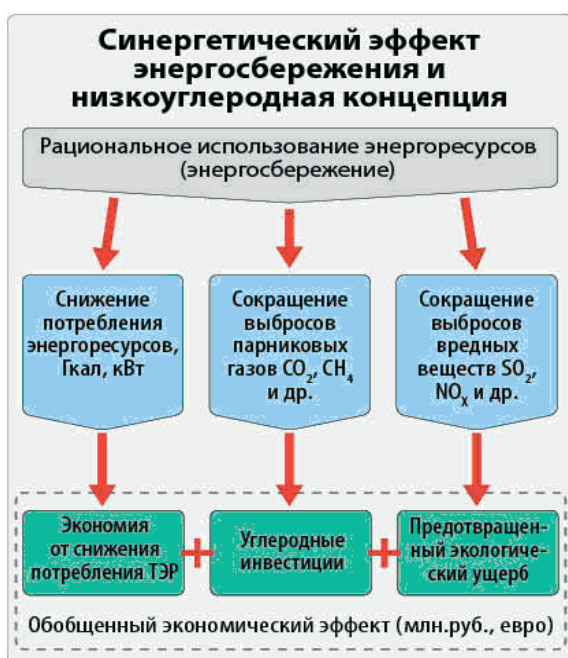 Синергетический эффект
энергосбережения и
низкоуглеродная концепция
Рациональное использование энергоресурсов
(энергосбережение)
Снижение
потребления
энергоресурсов,
Гкал, кВт
Сокращение
выбросов
парниковых
газов CO₂, CH₄
и др.
Сокращение
выбросов
вредных
веществ SO₂,
NOₓ и др.
Экономия
от снижения
потребления ТЭР
+
Углеродные
инвестиции
+
Предотвращен-
ный экологиче-
ский ущерб
Обобщенный экономический эффект (млн.руб., евро)